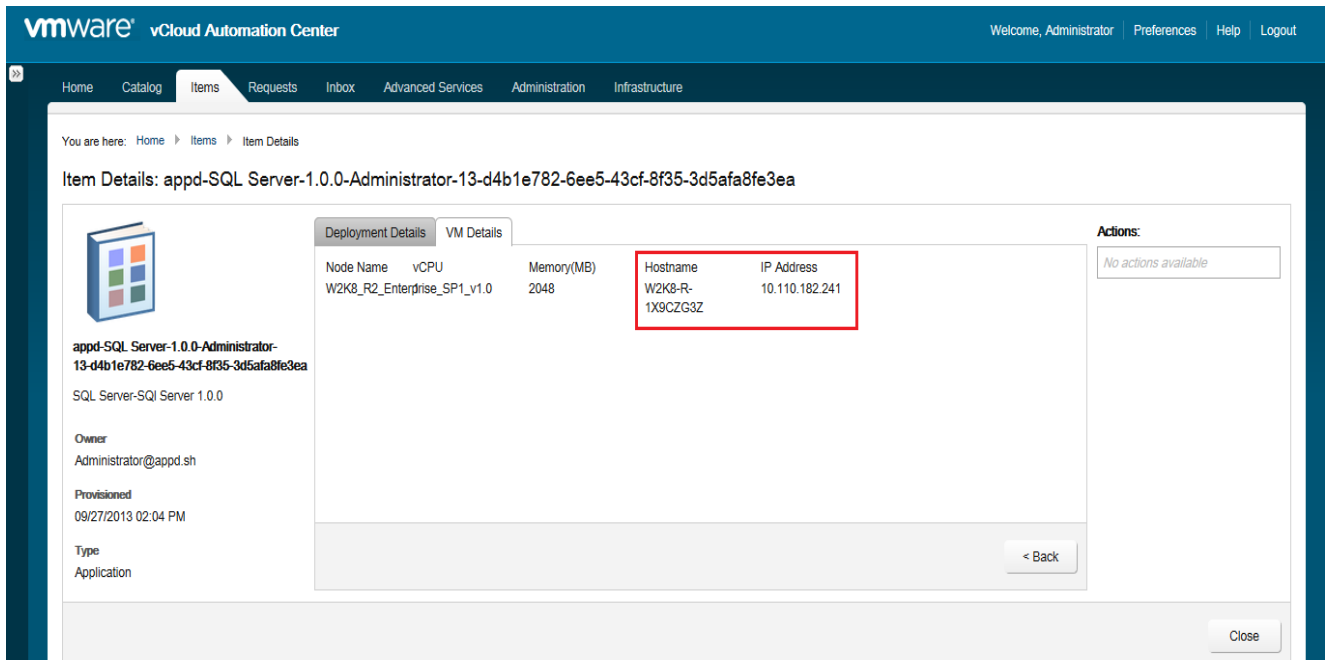 vmware® vCloud Automation Center
Welcome, Administrator Preferences Help Logout
»
Home Catalog Items Requests Inbox Advanced Services Administration Infrastructure
You are here: Home Items Item Details
Item Details: appd-SQL Server-1.0.0-Administrator-13-d4b1e782-6ee5-43cf-8f35-3d5afa8fe3ea
appd-SQL Server-1.0.0-Administrator-
13-d4b1e782-6ee5-43cf-8f35-3d5afa8fe3ea
SQL Server-SQl Server 1.0.0
Owner
Administrator@appd.sh
Provisioned
09/27/2013 02:04 PM
Type
Application
Deployment Details VM Details
Node Name vCPU Memory(MB) Hostname IP Address
W2K8_R2_Enterprise_SP1_v1.0 2048 W2K8-R- 10.110.182.241
1X9CZG3Z
< Back
Actions:
No actions available
Close